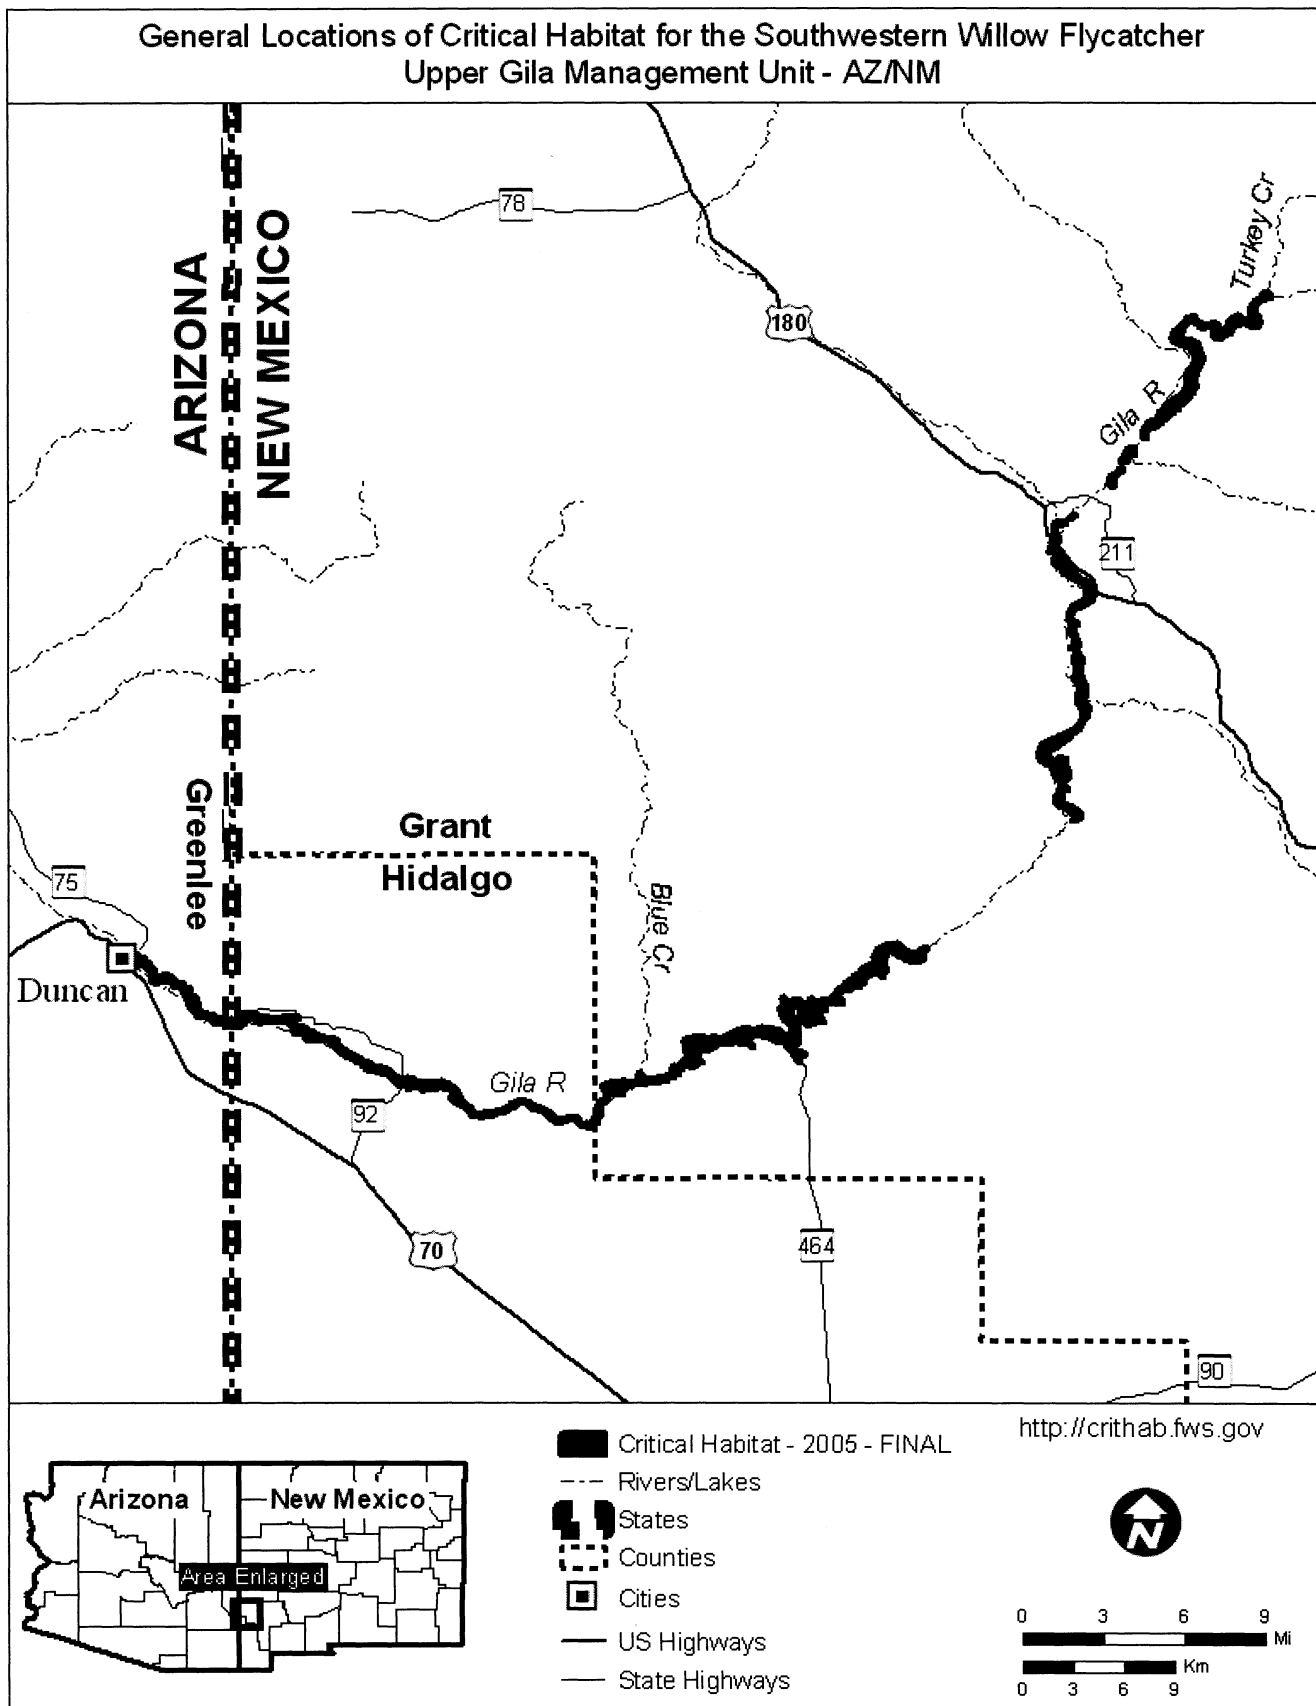 General Locations of Critical Habitat for the Southwestern Willow Flycatcher
Upper Gila Management Unit - AZ/NM
78
Turkey Cr
ARIZONA
NEW MEXICO
180
Gila R
211
Greenlee
Grant
Hidalgo
75
Blue Cr
Duncan
Gila R
92
70
464
90
http://crithab.fws.gov
Arizona
New Mexico
Area Enlarged
Critical Habitat - 2005 - FINAL
Rivers/Lakes
States
Counties
Cities
US Highways
State Highways
N
0 3 6 9
Mi
Km
0 3 6 9